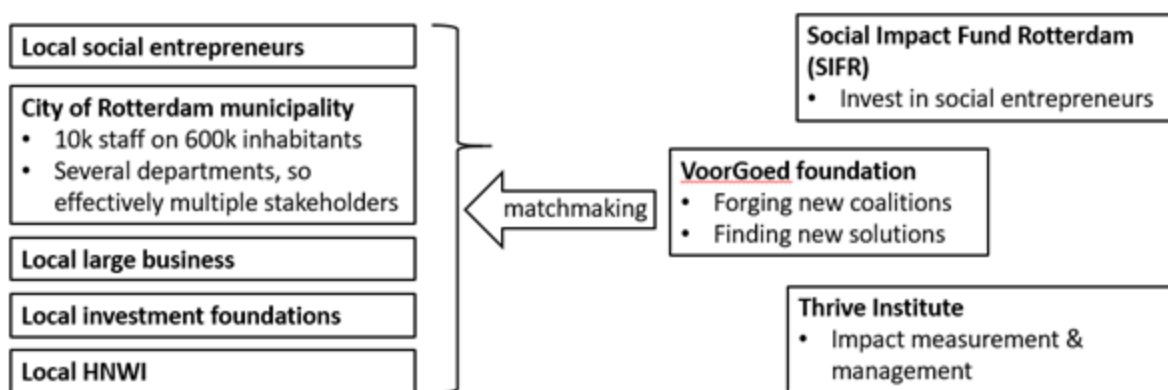 Local social entrepreneurs
City of Rotterdam municipality
• 10k staff on 600k inhabitants
• Several departments, so
effectively multiple stakeholders
Local large business
Local investment foundations
Local HNWI
matchmaking
Social Impact Fund Rotterdam
(SIFR)
• Invest in social entrepreneurs
VoorGoed foundation
• Forging new coalitions
• Finding new solutions
Thrive Institute
• Impact measurement &
management